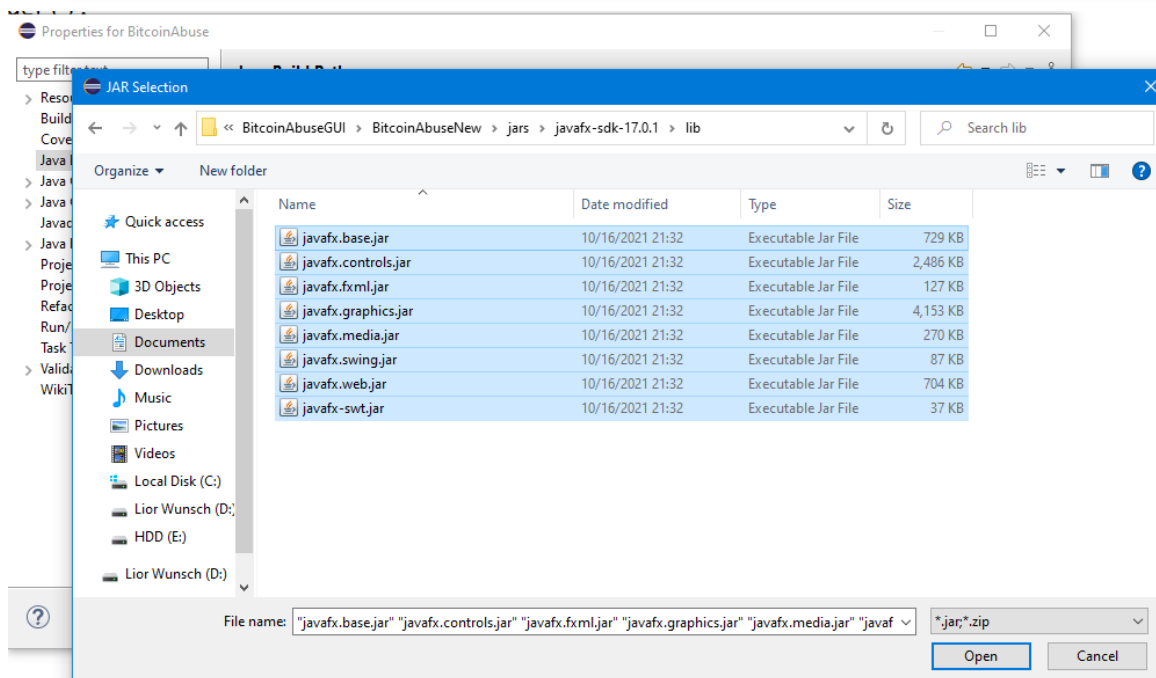 Properties for BitcoinAbuse
JAR Selection
« BitcoinAbuseGUI > BitcoinAbuseNew > jars > javafx-sdk-17.0.1 > lib
Search lib
Organize
New folder
Name Date modified Type Size
Quick access
This PC
3D Objects
Desktop
Documents
Downloads
Music
Pictures
Videos
Local Disk (C:)
Lior Wunsch (D:)
HDD (E:)
Lior Wunsch (D:)
javafx.base.jar 10/16/2021 21:32 Executable Jar File 729 KB
javafx.controls.jar 10/16/2021 21:32 Executable Jar File 2,486 KB
javafx.fxml.jar 10/16/2021 21:32 Executable Jar File 127 KB
javafx.graphics.jar 10/16/2021 21:32 Executable Jar File 4,153 KB
javafx.media.jar 10/16/2021 21:32 Executable Jar File 270 KB
javafx.swing.jar 10/16/2021 21:32 Executable Jar File 87 KB
javafx.web.jar 10/16/2021 21:32 Executable Jar File 704 KB
javafx-swt.jar 10/16/2021 21:32 Executable Jar File 37 KB
type filt
Reso
Build
Cove
Java
Java
Java
Javac
Java
Proje
Proje
Refac
Run/
Task
Valid
WikiT
File name: "javafx.base.jar" "javafx.controls.jar" "javafx.fxml.jar" "javafx.graphics.jar" "javafx.media.jar" "javaf
*.jar;*.zip
Open
Cancel